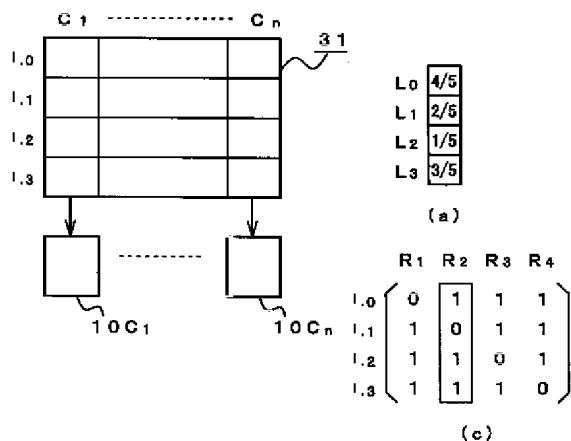 C1 ............ Cn
L0
L1
L2
L3
31
10C1
............
10Cn
L0 4/5
L1 2/5
L2 1/5
L3 3/5
(a)
R1 R2 R3 R4
L0 0 1 1 1
L1 1 0 1 1
L2 1 1 0 1
L3 1 1 1 0
(c)